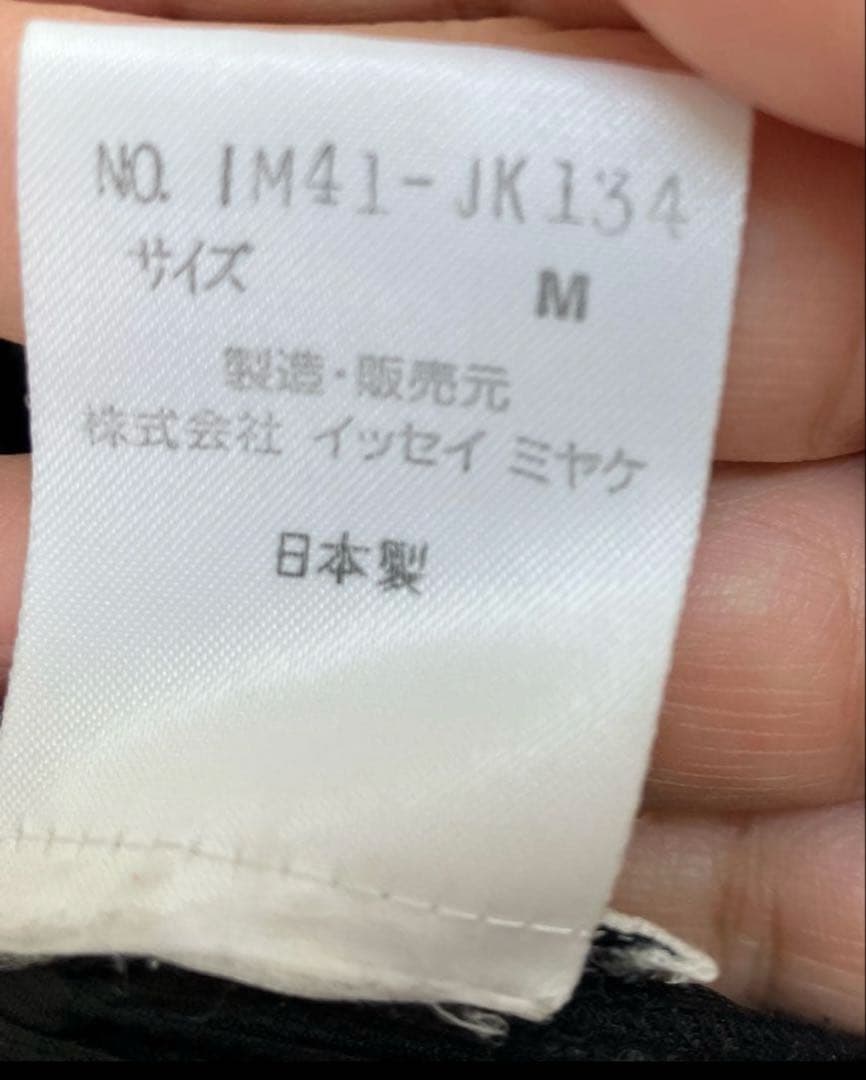 NO. IM41-JK134
サイズ M
製造・販売元
株式会社 イッセイ ミヤケ
日本製